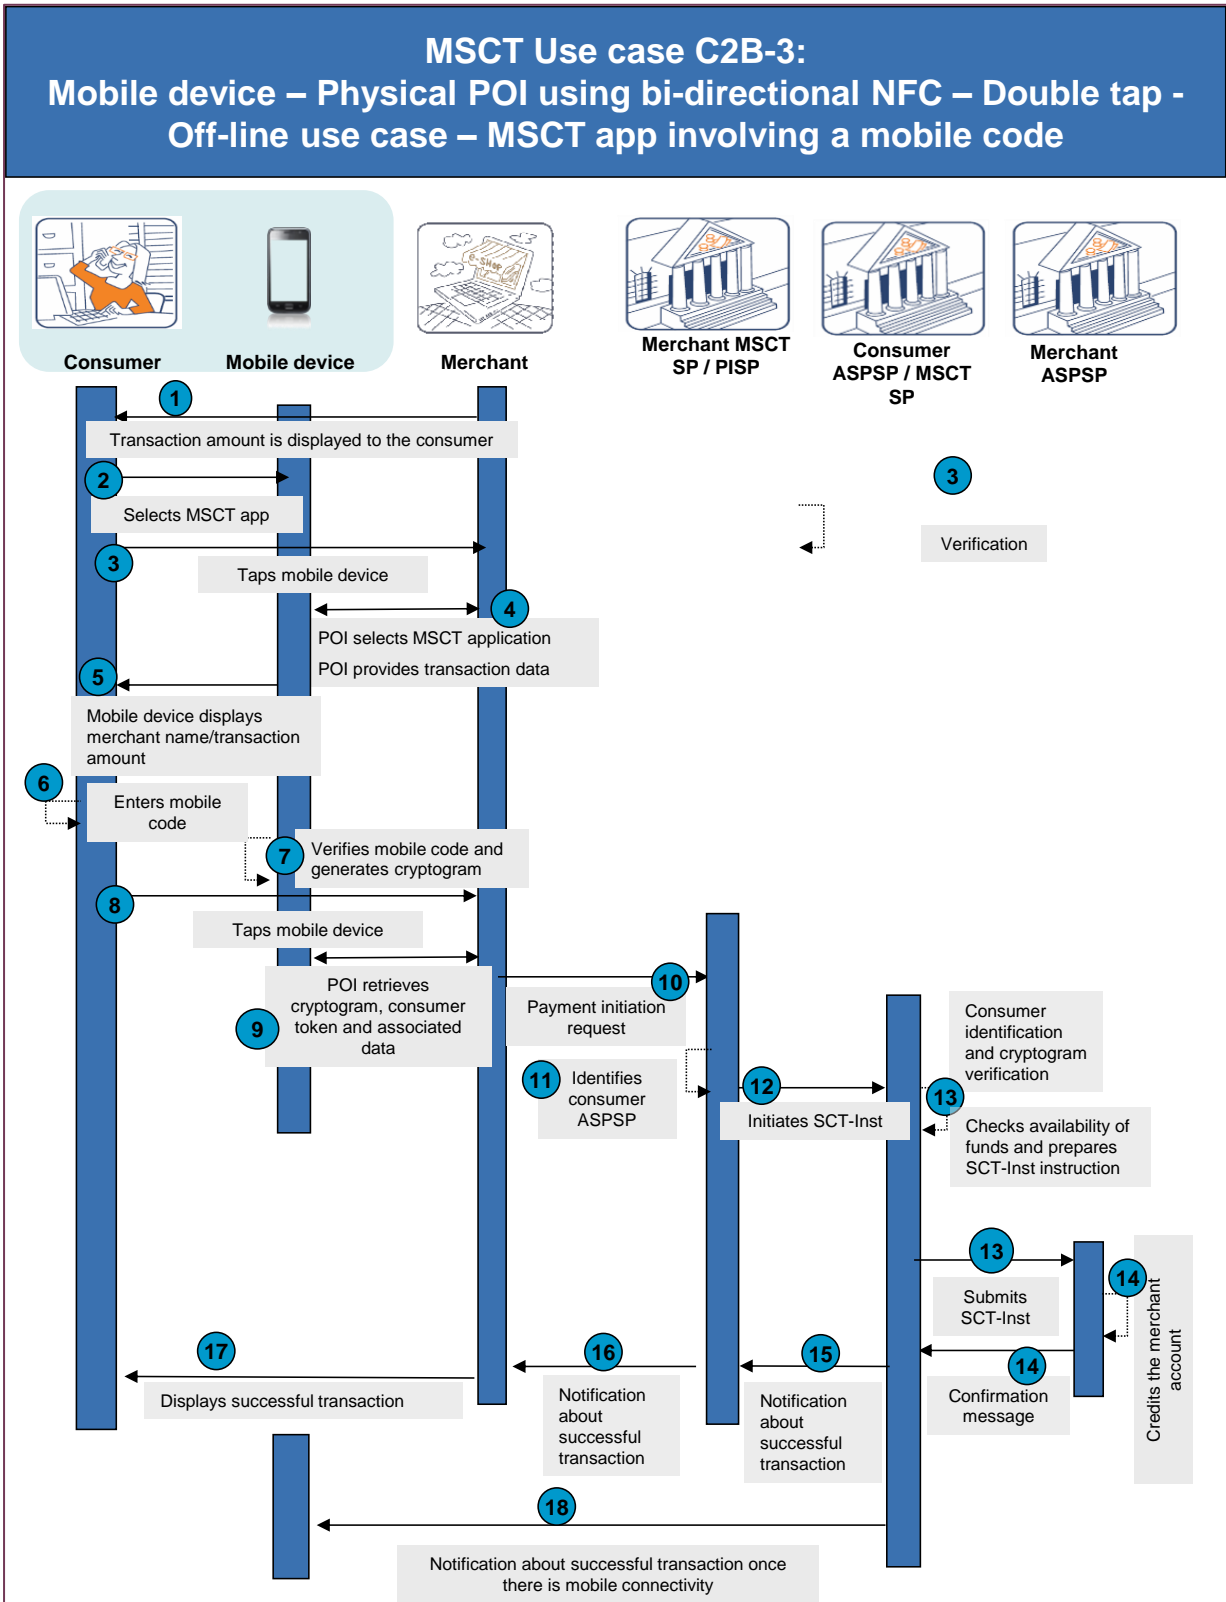 MSCT Use case C2B-3:
Mobile device – Physical POI using bi-directional NFC – Double tap -
Off-line use case – MSCT app involving a mobile code
e-SHOP
Consumer
Mobile device
Merchant
Merchant MSCT
SP / PISP
Consumer
ASPSP / MSCT
SP
Merchant
ASPSP
1
Transaction amount is displayed to the consumer
2
Selects MSCT app
3
Verification
3
Taps mobile device
4
POI selects MSCT application
POI provides transaction data
5
Mobile device displays
merchant name/transaction
amount
6
Enters mobile
code
7
Verifies mobile code and
generates cryptogram
8
Taps mobile device
9
POI retrieves
cryptogram, consumer
token and associated
data
10
Payment initiation
request
11
Identifies
consumer
ASPSP
12
Initiates SCT-Inst
Consumer
identification
and cryptogram
verification
13
Checks availability of
funds and prepares
SCT-Inst instruction
13
Submits
SCT-Inst
14
Credits the merchant
account
14
Confirmation
message
15
Notification
about
successful
transaction
16
Notification
about
successful
transaction
17
Displays successful transaction
18
Notification about successful transaction once
there is mobile connectivity